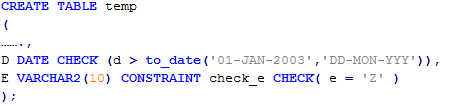 CREATE TABLE temp
(
…….,
D DATE CHECK (d > to_date('01-JAN-2003','DD-MON-YYY')),
E VARCHAR2(10) CONSTRAINT check_e CHECK( e = 'Z' )
);